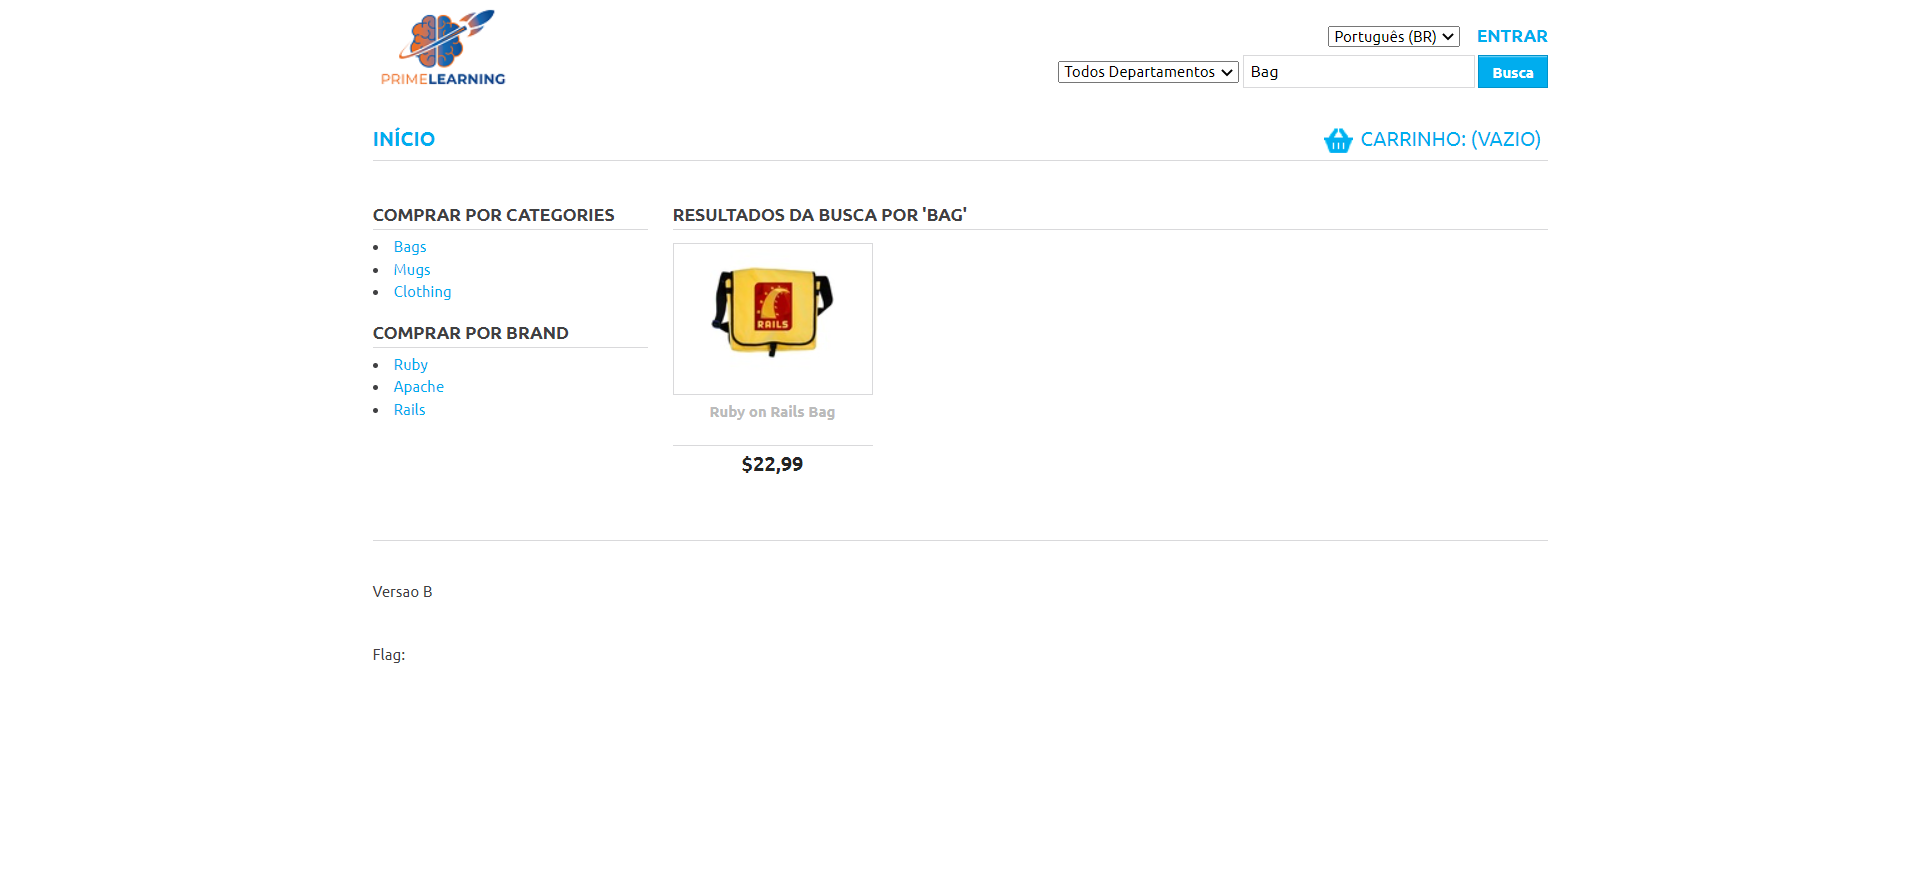 PRIMELEARNING
Português (BR)
ENTRAR
Todos Departamentos
Bag
Busca
INÍCIO
CARRINHO: (VAZIO)
COMPRAR POR CATEGORIES
Bags
Mugs
Clothing
COMPRAR POR BRAND
Ruby
Apache
Rails
RESULTADOS DA BUSCA POR 'BAG'
RAILS
Ruby on Rails Bag
$22,99
Versao B
Flag: